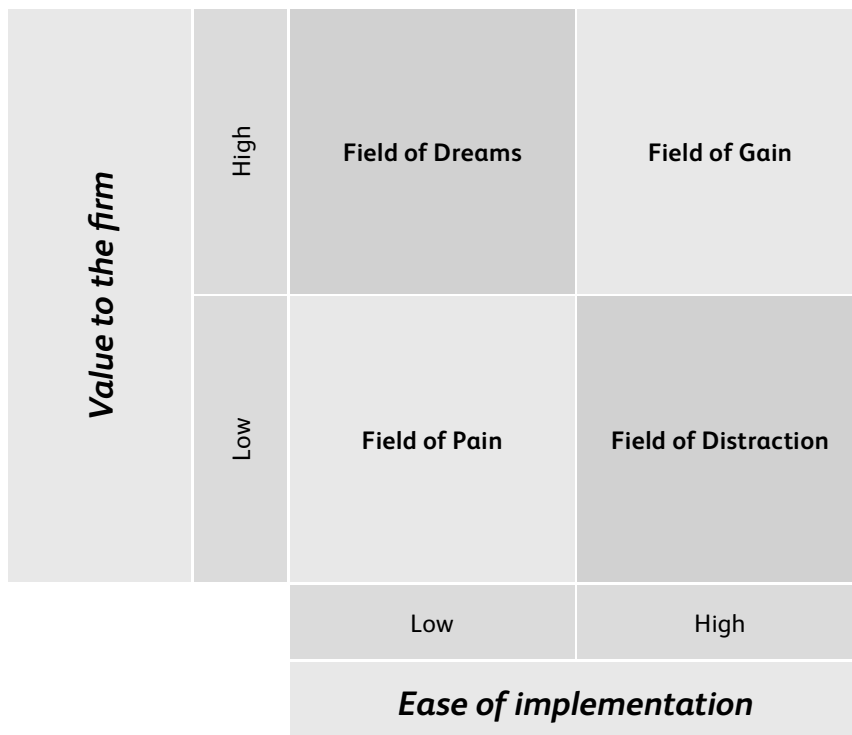 Value to the firm
High
Field of Dreams
Field of Gain
Low
Field of Pain
Field of Distraction
Low
High
Ease of implementation